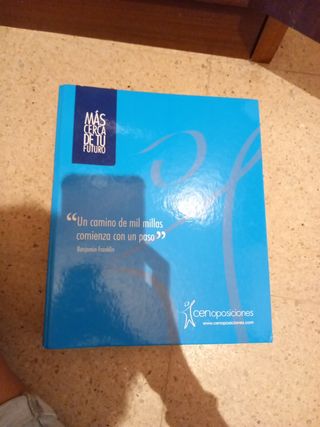 MÁS
CERCA
DE TU
FUTURO
“Un camino de mil millas
comienza con un paso”
Benjamin Franklin
cenoposiciones
www.cenoposiciones.com